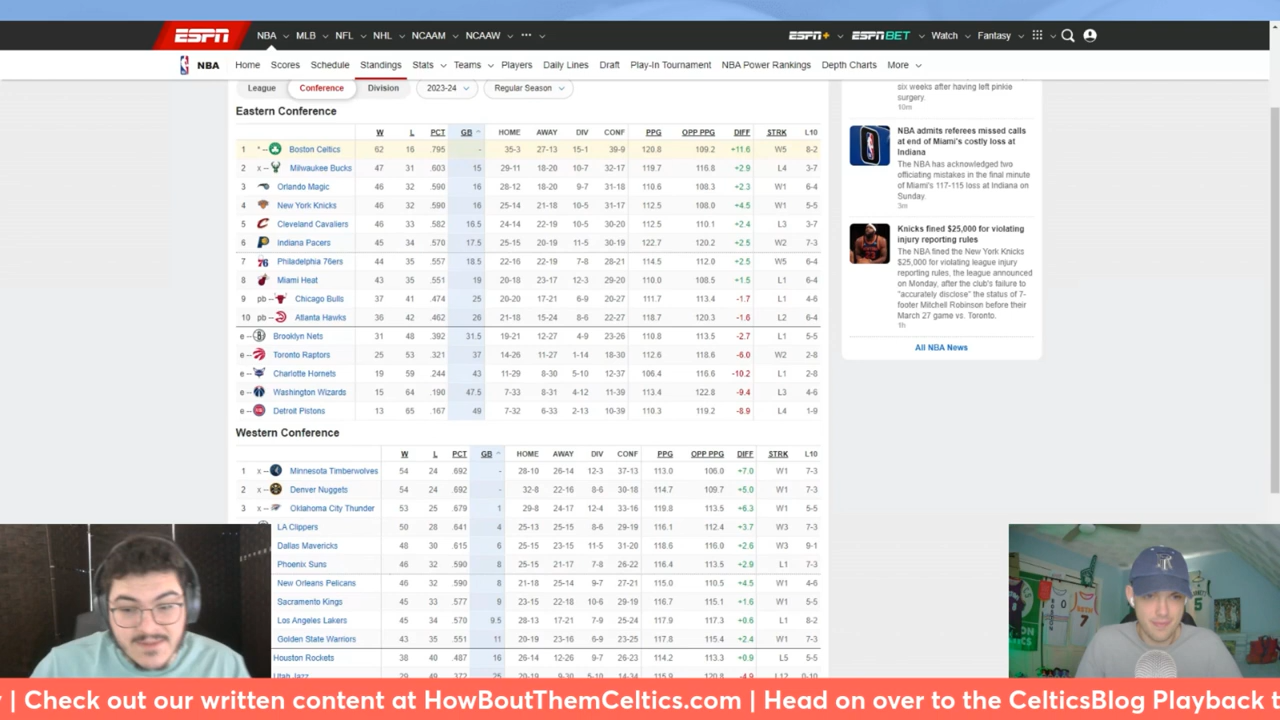 ESPN NBA MLB NFL NHL NCAAM NCAAW ••• ESPN+ ESPN BET Watch Fantasy
NBA Home Scores Schedule Standings Stats Teams Players Daily Lines Draft Play-In Tournament NBA Power Rankings Depth Charts More
League Conference Division 2023-24 Regular Season
Eastern Conference
W L PCT GB HOME AWAY DIV CONF PPG OPP PPG DIFF STRK L10
1 * -- Boston Celtics 62 16 .795 - 35-3 27-13 15-1 39-9 120.8 109.2 +11.6 W5 8-2
2 x -- Milwaukee Bucks 47 31 .603 15 29-11 18-20 10-7 32-17 119.7 116.8 +2.9 L4 3-7
3 Orlando Magic 46 32 .590 16 28-12 18-20 9-7 31-18 110.6 108.3 +2.3 W1 6-4
4 New York Knicks 46 32 .590 16 25-14 21-18 10-5 31-17 112.5 108.0 +4.5 W1 5-5
5 Cleveland Cavaliers 46 33 .582 16.5 24-14 22-19 10-5 30-20 112.5 110.1 +2.4 L3 3-7
6 Indiana Pacers 45 34 .570 17.5 25-15 20-19 11-5 30-19 122.7 120.2 +2.5 W2 7-3
7 Philadelphia 76ers 44 35 .557 18.5 22-16 22-19 7-8 28-21 114.5 112.0 +2.5 W5 6-4
8 Miami Heat 43 35 .551 19 20-18 23-17 12-3 29-20 110.0 108.5 +1.5 L1 6-4
9 pb -- Chicago Bulls 37 41 .474 25 20-20 17-21 6-9 20-27 111.7 113.4 -1.7 L1 4-6
10 pb -- Atlanta Hawks 36 42 .462 26 21-18 15-24 8-6 22-27 118.7 120.3 -1.6 L2 6-4
e -- Brooklyn Nets 31 48 .392 31.5 19-21 12-27 4-9 23-26 110.8 113.5 -2.7 L1 5-5
e -- Toronto Raptors 25 53 .321 37 14-26 11-27 1-14 18-30 112.6 118.6 -6.0 W2 2-8
e -- Charlotte Hornets 19 59 .244 43 11-29 8-30 5-10 12-37 106.4 116.6 -10.2 L1 2-8
e -- Washington Wizards 15 64 .190 47.5 7-33 8-31 4-12 11-39 113.4 122.8 -9.4 L3 4-6
e -- Detroit Pistons 13 65 .167 49 7-32 6-33 2-13 10-39 110.3 119.2 -8.9 L4 1-9
Western Conference
W L PCT GB HOME AWAY DIV CONF PPG OPP PPG DIFF STRK L10
1 x -- Minnesota Timberwolves 54 24 .692 - 28-10 26-14 12-3 37-13 113.0 106.0 +7.0 W1 7-3
2 x -- Denver Nuggets 54 24 .692 - 32-8 22-16 8-6 30-18 114.7 109.7 +5.0 W1 7-3
3 x -- Oklahoma City Thunder 53 25 .679 1 29-8 24-17 12-4 33-16 119.8 113.5 +6.3 W1 5-5
LA Clippers 50 28 .641 4 25-13 25-15 8-6 29-19 116.1 112.4 +3.7 W3 7-3
Dallas Mavericks 48 30 .615 6 25-15 23-15 11-5 31-20 118.6 116.0 +2.6 W3 9-1
Phoenix Suns 46 32 .590 8 25-15 21-17 7-8 26-22 116.4 113.5 +2.9 L1 7-3
New Orleans Pelicans 46 32 .590 8 21-18 25-14 9-7 27-21 115.0 110.5 +4.5 W1 4-6
Sacramento Kings 45 33 .577 9 23-15 22-18 10-6 29-19 116.7 115.1 +1.6 W1 5-5
Los Angeles Lakers 45 34 .570 9.5 28-13 17-21 7-9 25-24 117.9 117.3 +0.6 L1 8-2
Golden State Warriors 43 35 .551 11 20-19 23-16 6-9 23-25 117.8 115.4 +2.4 W1 7-3
Houston Rockets 38 40 .487 16 26-14 12-26 9-7 26-23 114.2 113.3 +0.9 L5 5-5
six weeks after having left pinkie
surgery.
10m
NBA admits referees missed calls
at end of Miami's costly loss at
Indiana
The NBA has acknowledged two
officiating mistakes in the final minute
of Miami's 117-115 loss at Indiana on
Sunday.
3m
Knicks fined $25,000 for violating
injury reporting rules
The NBA fined the New York Knicks
$25,000 for violating league injury
reporting rules, the league announced
on Monday, after the club's failure to
"accurately disclose" the status of 7-
footer Mitchell Robinson before their
March 27 game vs. Toronto.
1h
All NBA News
| Check out our written content at HowBoutThemCeltics.com | Head on over to the CelticsBlog Playback